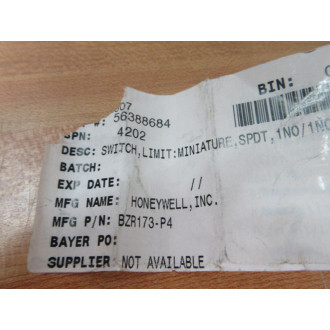 BIN:
07
#: 56388684
SPN: 4202
DESC: SWITCH,LIMIT:MINIATURE,SPDT,1NO/1NC
BATCH:
EXP DATE: //
MFG NAME: HONEYWELL,INC.
MFG P/N: BZR173-P4
BAYER PO:
SUPPLIER: NOT AVAILABLE